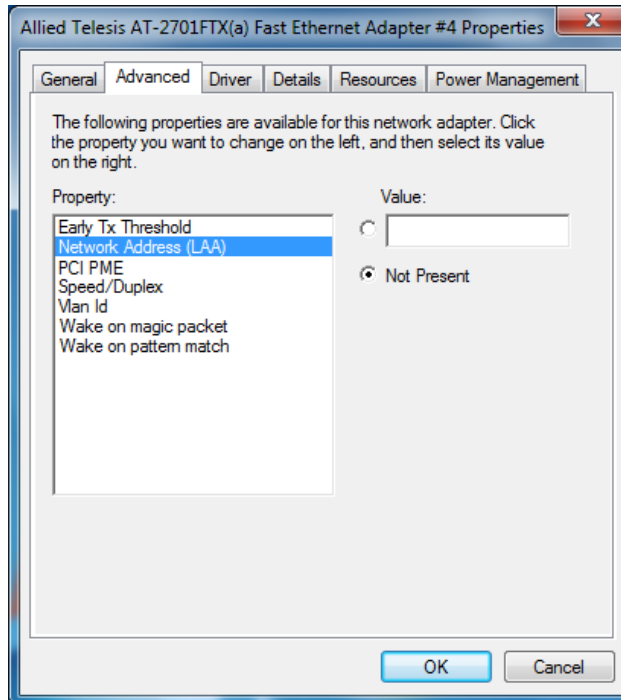 Allied Telesis AT-2701FTX(a) Fast Ethernet Adapter #4 Properties
General Advanced Driver Details Resources Power Management
The following properties are available for this network adapter. Click
the property you want to change on the left, and then select its value
on the right.
Property:
Value:
Early Tx Threshold
Network Address (LAA)
PCI PME
Speed/Duplex
Vlan Id
Wake on magic packet
Wake on pattern match
Not Present
OK Cancel